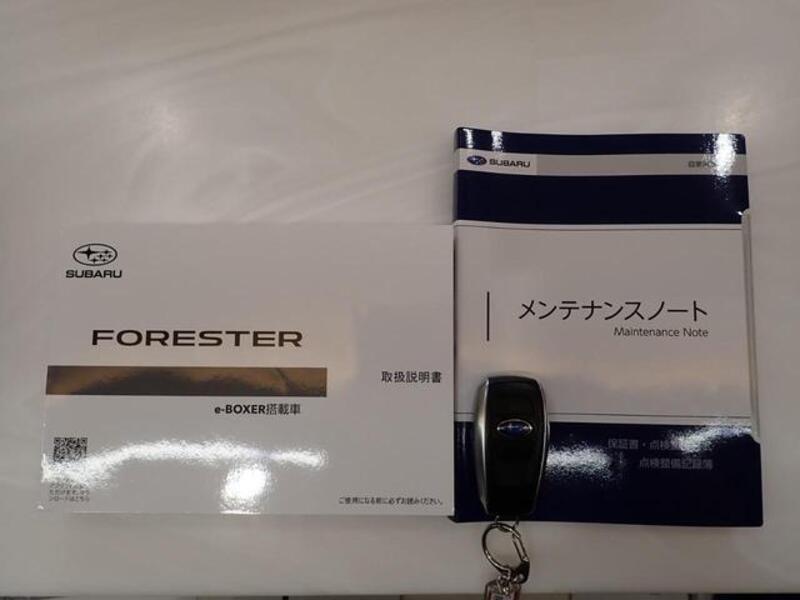 SUBARU
FORESTER
取扱説明書
e-BOXER搭載車
ご使用になる前に必ずお読みください。
SUBARU
メンテナンスノート
Maintenance Note
保証書・点検整
点検整備記録簿